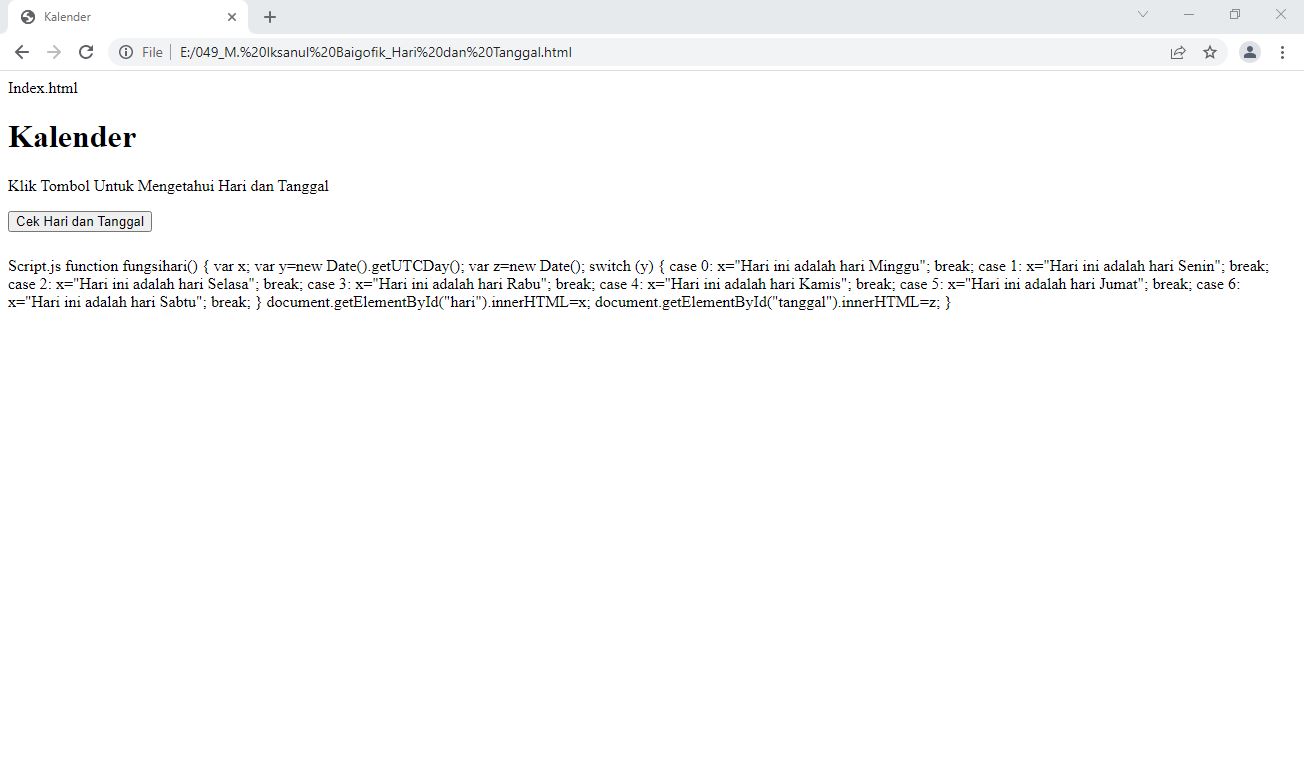 Kalender
File
E:/049_M.%20Iksanul%20Baigofik_Hari%20dan%20Tanggal.html
Index.html
Kalender
Klik Tombol Untuk Mengetahui Hari dan Tanggal
Cek Hari dan Tanggal
Script.js function fungsihari() { var x; var y=new Date().getUTCDay(); var z=new Date(); switch (y) { case 0: x="Hari ini adalah hari Minggu"; break; case 1: x="Hari ini adalah hari Senin"; break;
case 2: x="Hari ini adalah hari Selasa"; break; case 3: x="Hari ini adalah hari Rabu"; break; case 4: x="Hari ini adalah hari Kamis"; break; case 5: x="Hari ini adalah hari Jumat"; break; case 6:
x="Hari ini adalah hari Sabtu"; break; } document.getElementById("hari").innerHTML=x; document.getElementById("tanggal").innerHTML=z; }